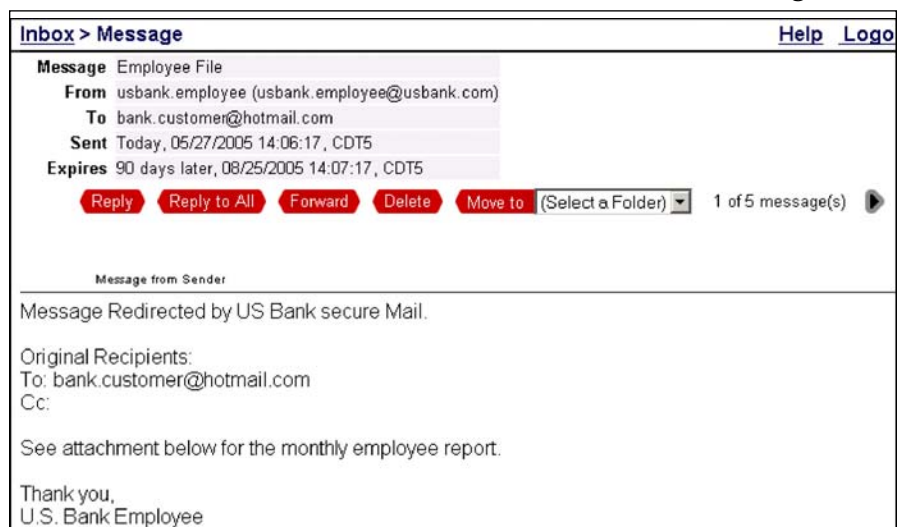 Inbox > Message Help Logo
Message Employee File
From usbank.employee (usbank.employee@usbank.com)
To bank.customer@hotmail.com
Sent Today, 05/27/2005 14:06:17, CDT5
Expires 90 days later, 08/25/2005 14:07:17, CDT5
Reply Reply to All Forward Delete Move to (Select a Folder) 1 of 5 message(s)
Message from Sender
Message Redirected by US Bank secure Mail.
Original Recipients:
To: bank.customer@hotmail.com
Cc:
See attachment below for the monthly employee report.
Thank you,
U.S. Bank Employee